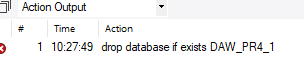 Action Output
# Time Action
1 10:27:49 drop database if exists DAW_PR4_1